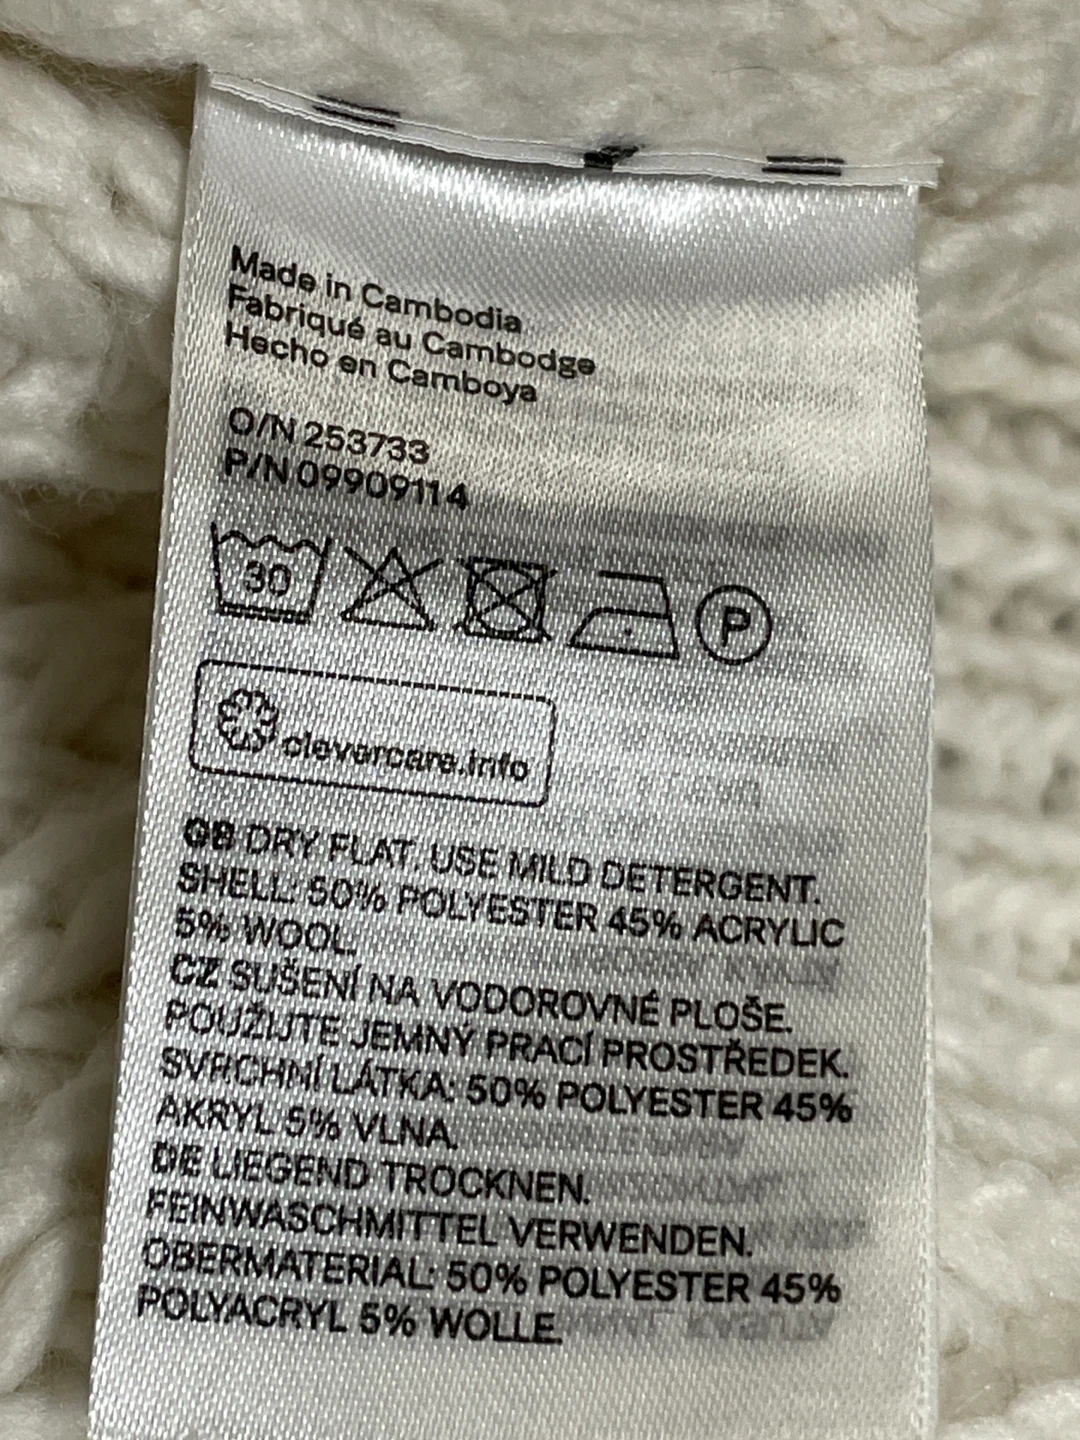 Made in Cambodia
Fabriqué au Cambodge
Hecho en Camboya
O/N 253733
P/N 09909114
30
P
clevercare.info
GB DRY FLAT. USE MILD DETERGENT.
SHELL: 50% POLYESTER 45% ACRYLIC
5% WOOL.
CZ SUŠENÍ NA VODOROVNÉ PLOŠE.
POUŽIJTE JEMNÝ PRACÍ PROSTŘEDEK.
SVRCHNÍ LÁTKA: 50% POLYESTER 45%
AKRYL 5% VLNA.
DE LIEGEND TROCKNEN.
FEINWASCHMITTEL VERWENDEN.
OBERMATERIAL: 50% POLYESTER 45%
POLYACRYL 5% WOLLE.